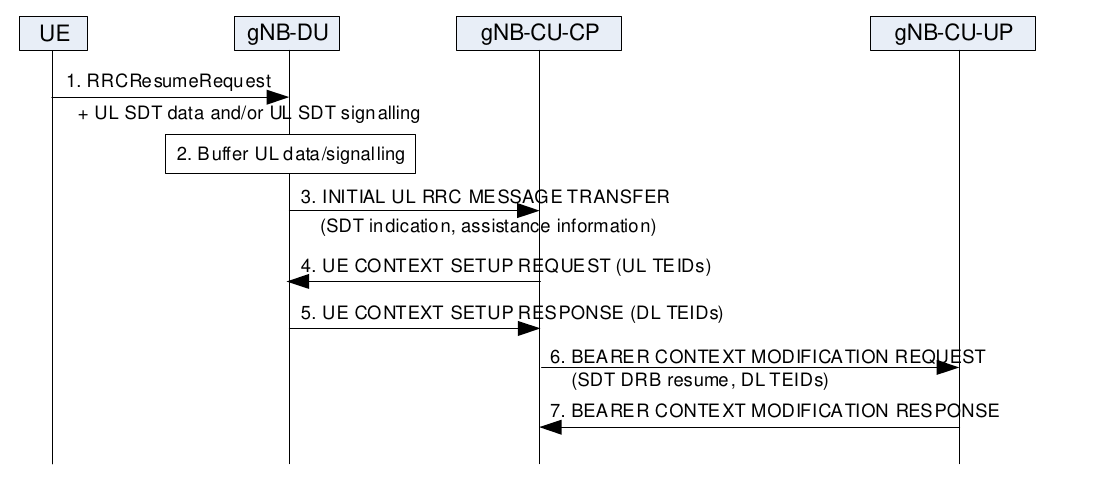 UE
gNB-DU
gNB-CU-CP
gNB-CU-UP
1. RRCResumeRequest
+ UL SDT data and/or UL SDT signalling
2. Buffer UL data/signalling
3. INITIAL UL RRC MESSAGE TRANSFER
(SDT indication, assistance information)
4. UE CONTEXT SETUP REQUEST (UL TEIDs)
5. UE CONTEXT SETUP RESPONSE (DL TEIDs)
6. BEARER CONTEXT MODIFICATION REQUEST
(SDT DRB resume, DL TEIDs)
7. BEARER CONTEXT MODIFICATION RESPONSE